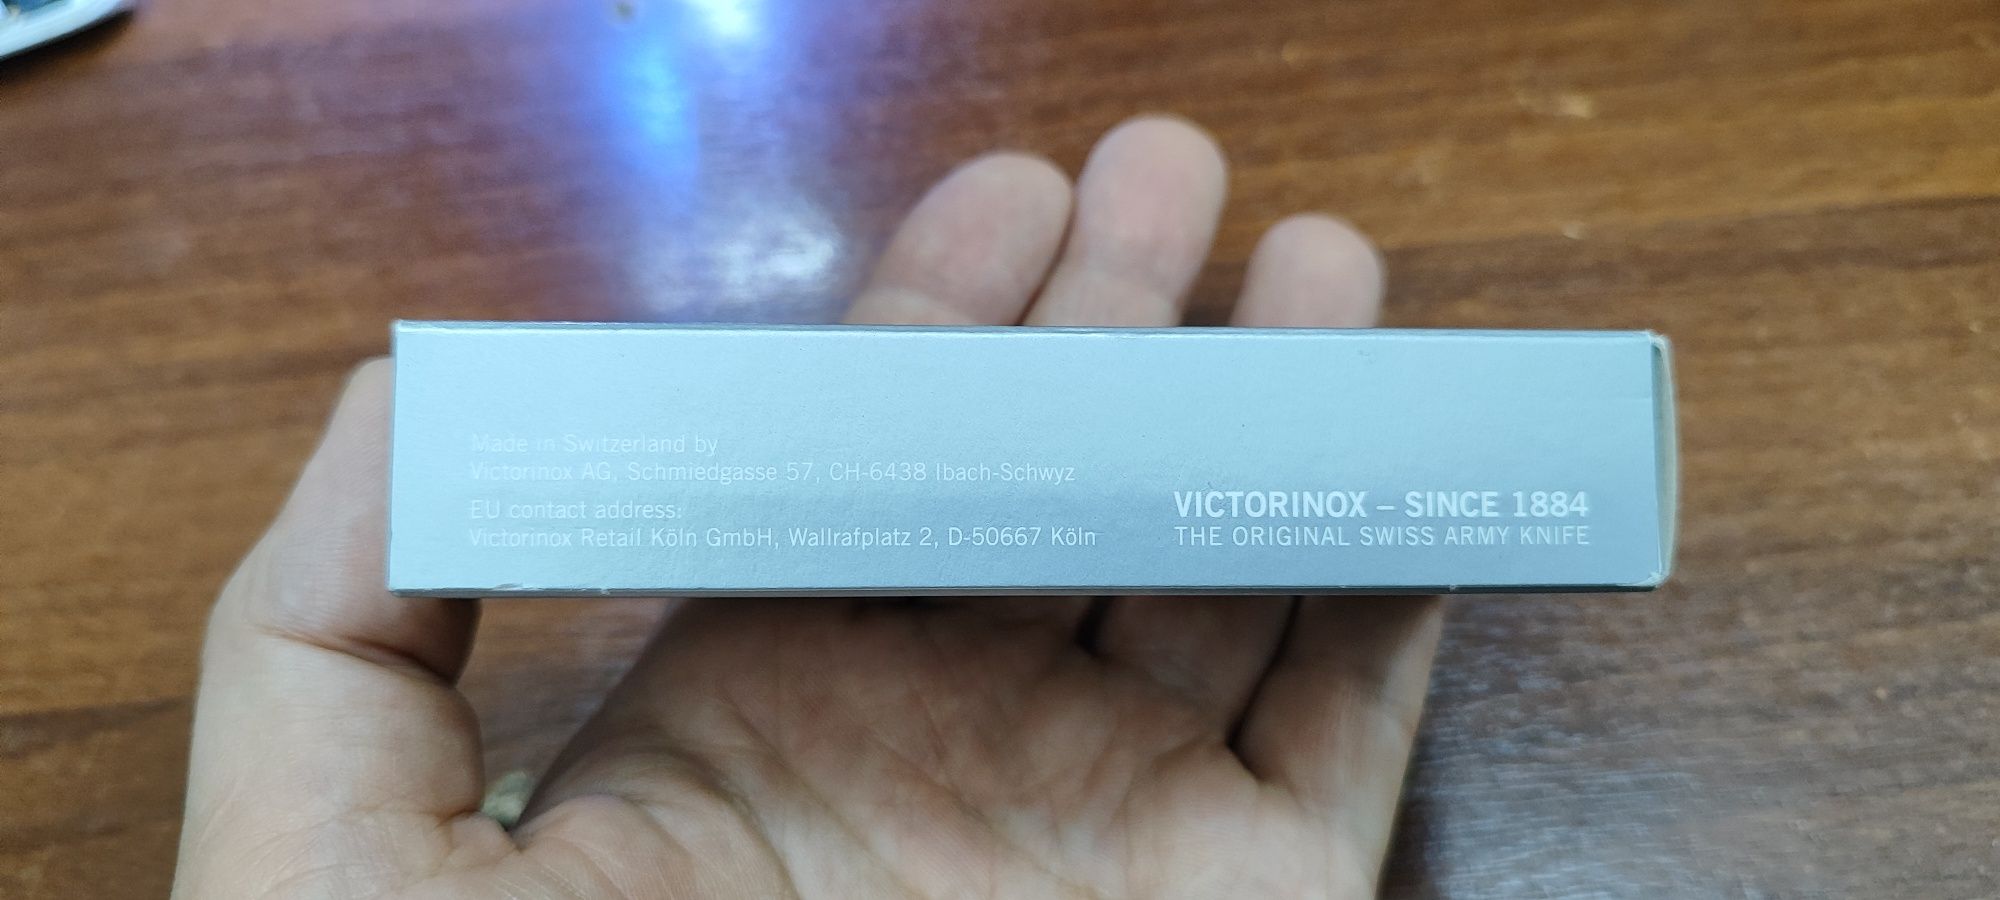 Made in Switzerland by
Victorinox AG, Schmiedgasse 57, CH-6438 Ibach-Schwyz
EU contact address:
Victorinox Retail Köln GmbH, Wallrafplatz 2, D-50667 Köln
VICTORINOX – SINCE 1884
THE ORIGINAL SWISS ARMY KNIFE